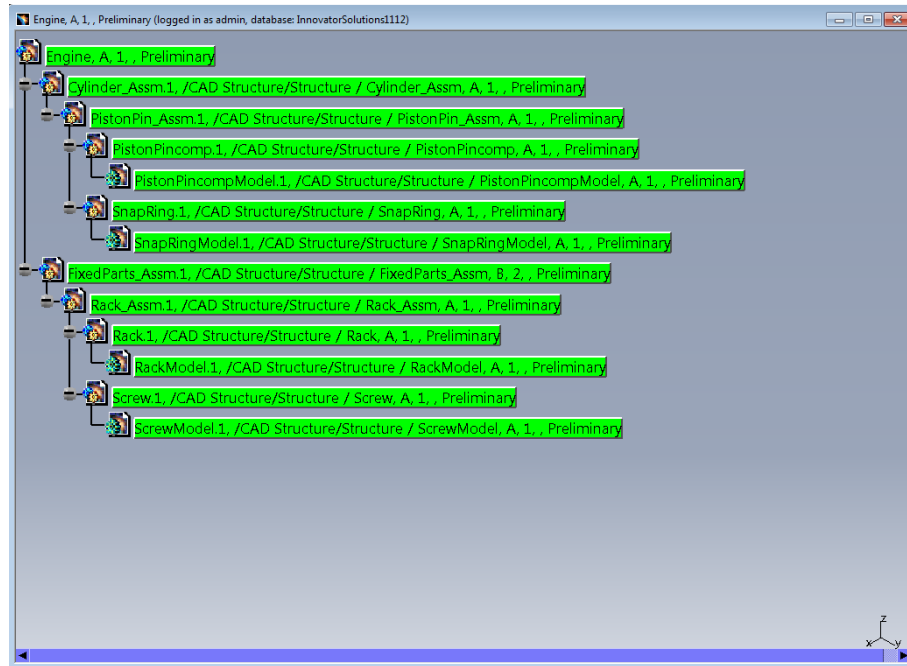 Engine, A, 1, , Preliminary (logged in as admin, database: InnovatorSolutions1112)
Engine, A, 1, , Preliminary
Cylinder_Assm.1, /CAD Structure/Structure / Cylinder_Assm, A, 1, , Preliminary
PistonPin_Assm.1, /CAD Structure/Structure / PistonPin_Assm, A, 1, , Preliminary
PistonPincomp.1, /CAD Structure/Structure / PistonPincomp, A, 1, , Preliminary
PistonPincompModel.1, /CAD Structure/Structure / PistonPincompModel, A, 1, , Preliminary
SnapRing.1, /CAD Structure/Structure / SnapRing, A, 1, , Preliminary
SnapRingModel.1, /CAD Structure/Structure / SnapRingModel, A, 1, , Preliminary
FixedParts_Assm.1, /CAD Structure/Structure / FixedParts_Assm, B, 2, , Preliminary
Rack_Assm.1, /CAD Structure/Structure / Rack_Assm, A, 1, , Preliminary
Rack.1, /CAD Structure/Structure / Rack, A, 1, , Preliminary
RackModel.1, /CAD Structure/Structure / RackModel, A, 1, , Preliminary
Screw.1, /CAD Structure/Structure / Screw, A, 1, , Preliminary
ScrewModel.1, /CAD Structure/Structure / ScrewModel, A, 1, , Preliminary
z
x y